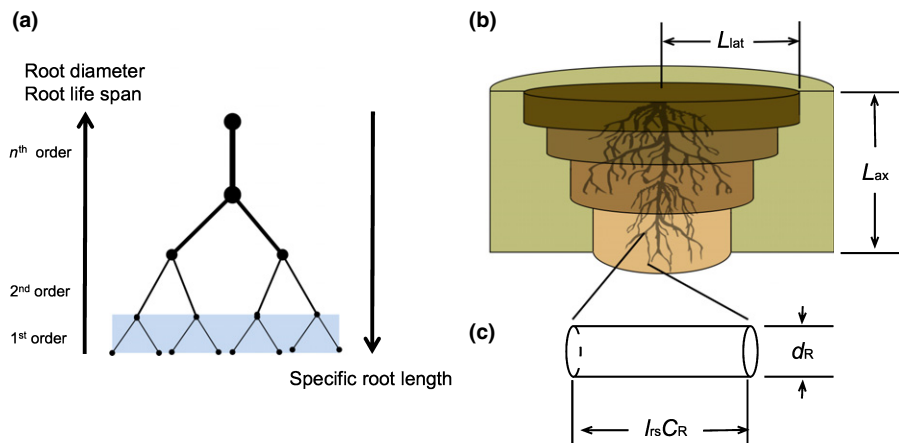 (a)
Root diameter
Root life span
nth order
2nd order
1st order
Specific root length
(b)
Llat
Lax
(c)
dR
lrsCR